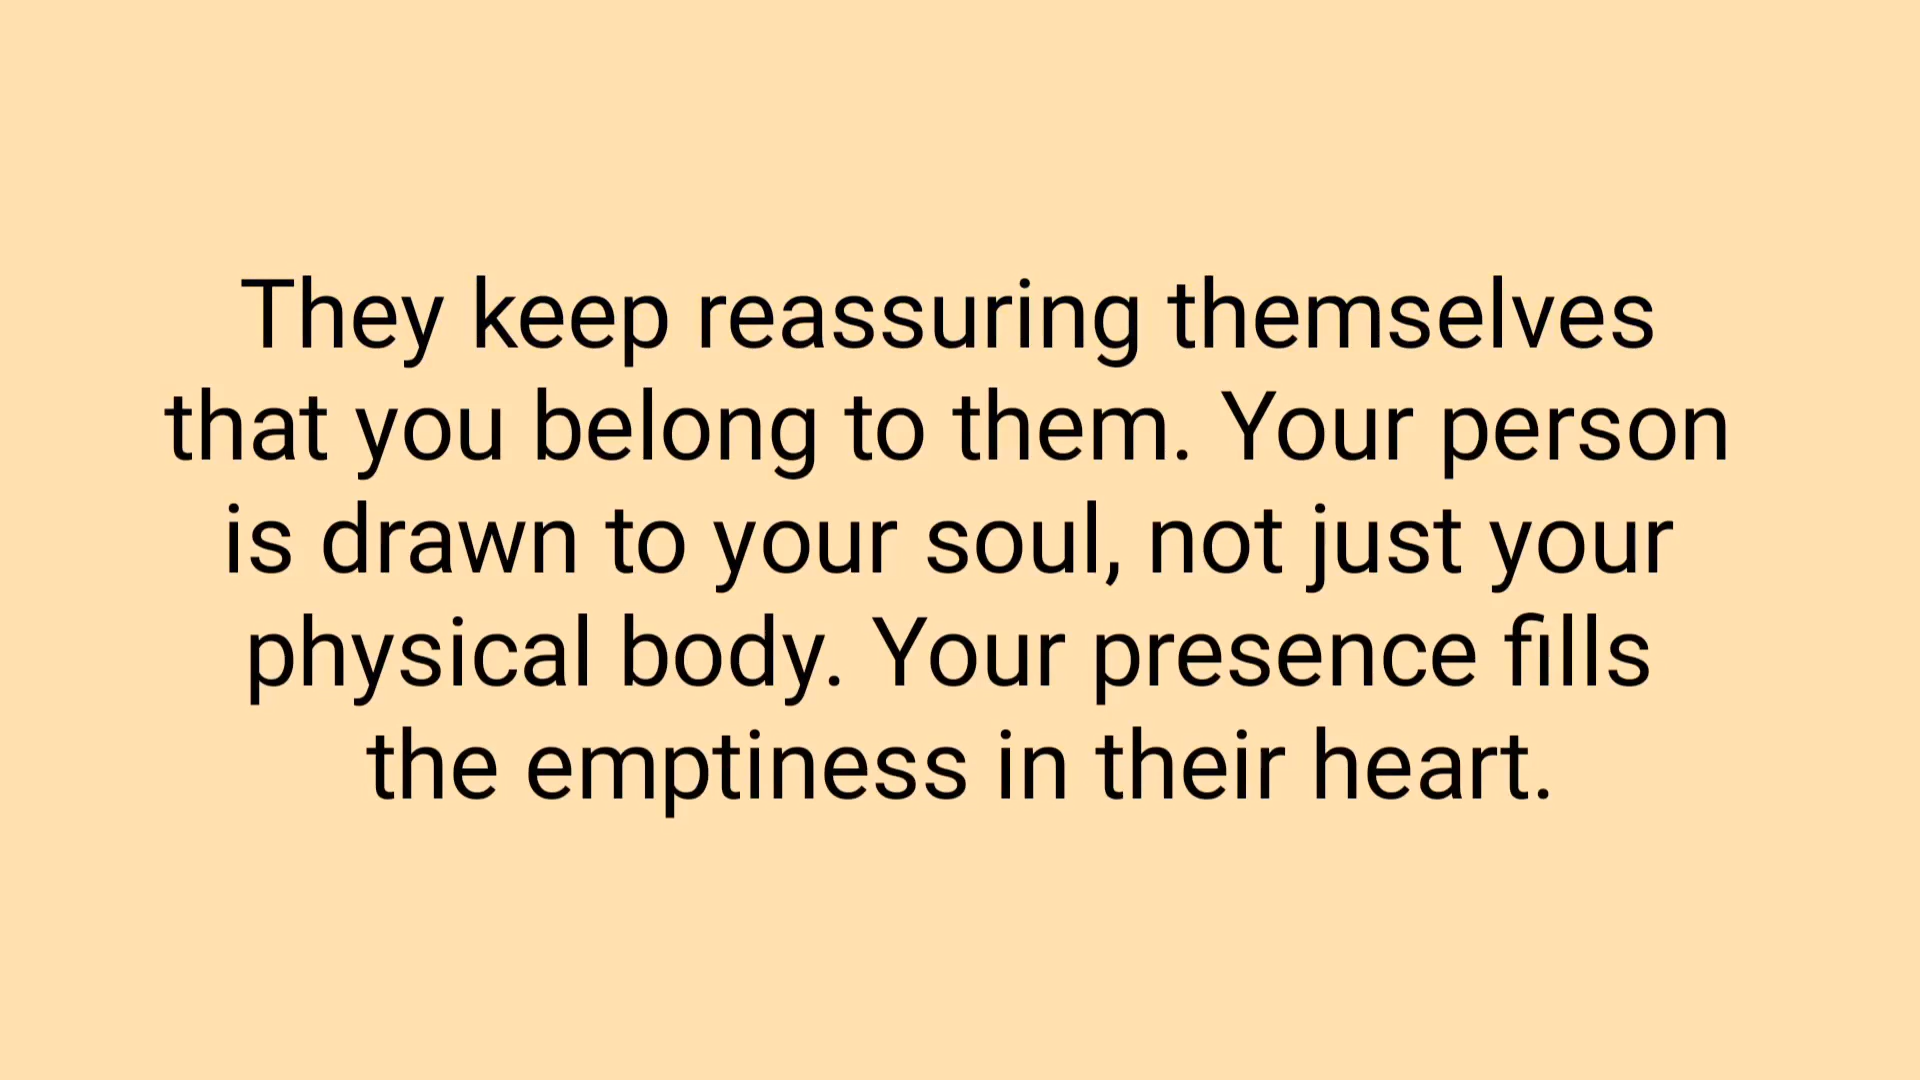 They keep reassuring themselves
that you belong to them. Your person
is drawn to your soul, not just your
physical body. Your presence fills
the emptiness in their heart.